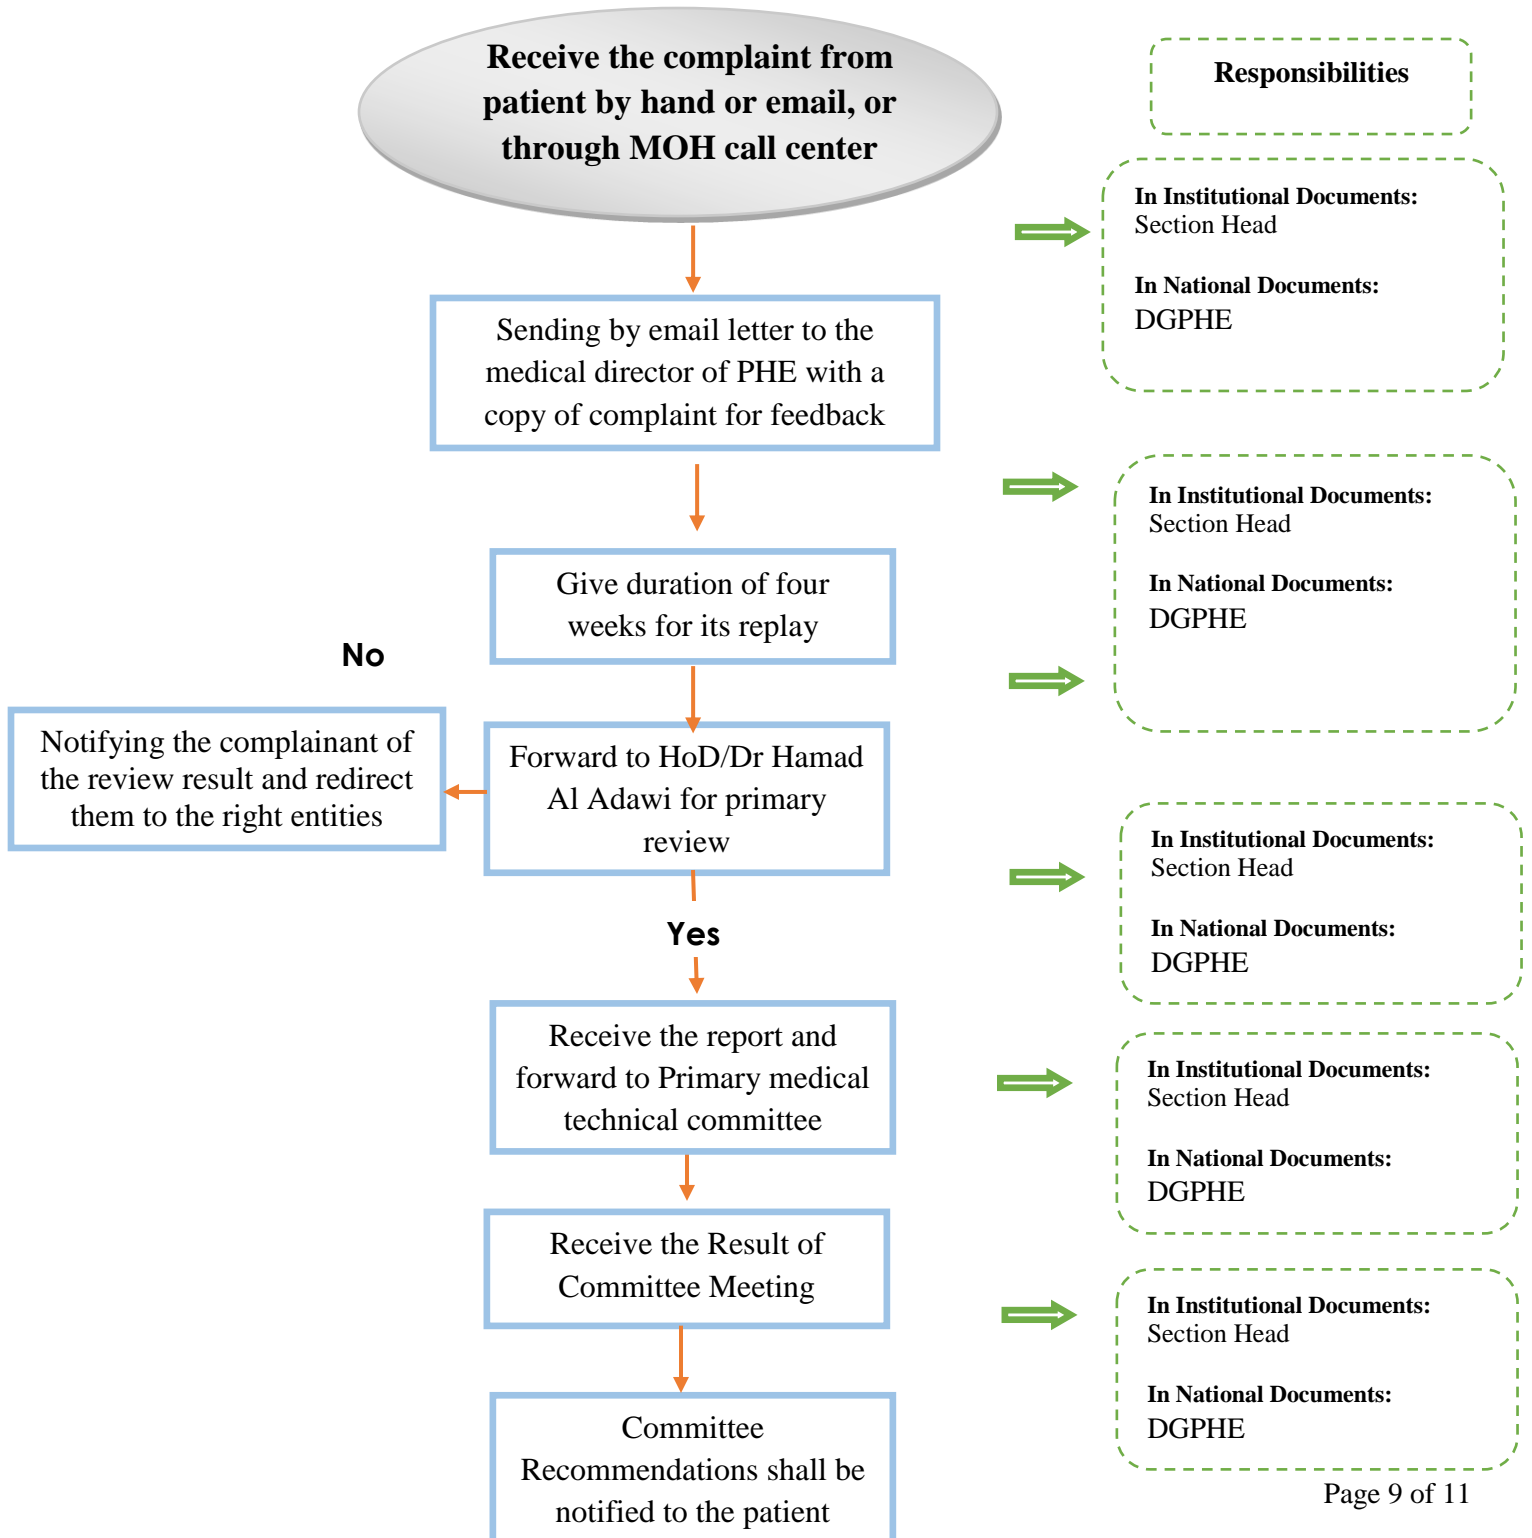 Receive the complaint from
patient by hand or email, or
through MOH call center
Responsibilities
In Institutional Documents:
Section Head
In National Documents:
DGPHE
Sending by email letter to the
medical director of PHE with a
copy of complaint for feedback
In Institutional Documents:
Section Head
In National Documents:
DGPHE
Give duration of four
weeks for its replay
No
Notifying the complainant of
the review result and redirect
them to the right entities
Forward to HoD/Dr Hamad
Al Adawi for primary
review
In Institutional Documents:
Section Head
In National Documents:
DGPHE
Yes
Receive the report and
forward to Primary medical
technical committee
In Institutional Documents:
Section Head
In National Documents:
DGPHE
Receive the Result of
Committee Meeting
In Institutional Documents:
Section Head
In National Documents:
DGPHE
Committee
Recommendations shall be
notified to the patient
Page 9 of 11